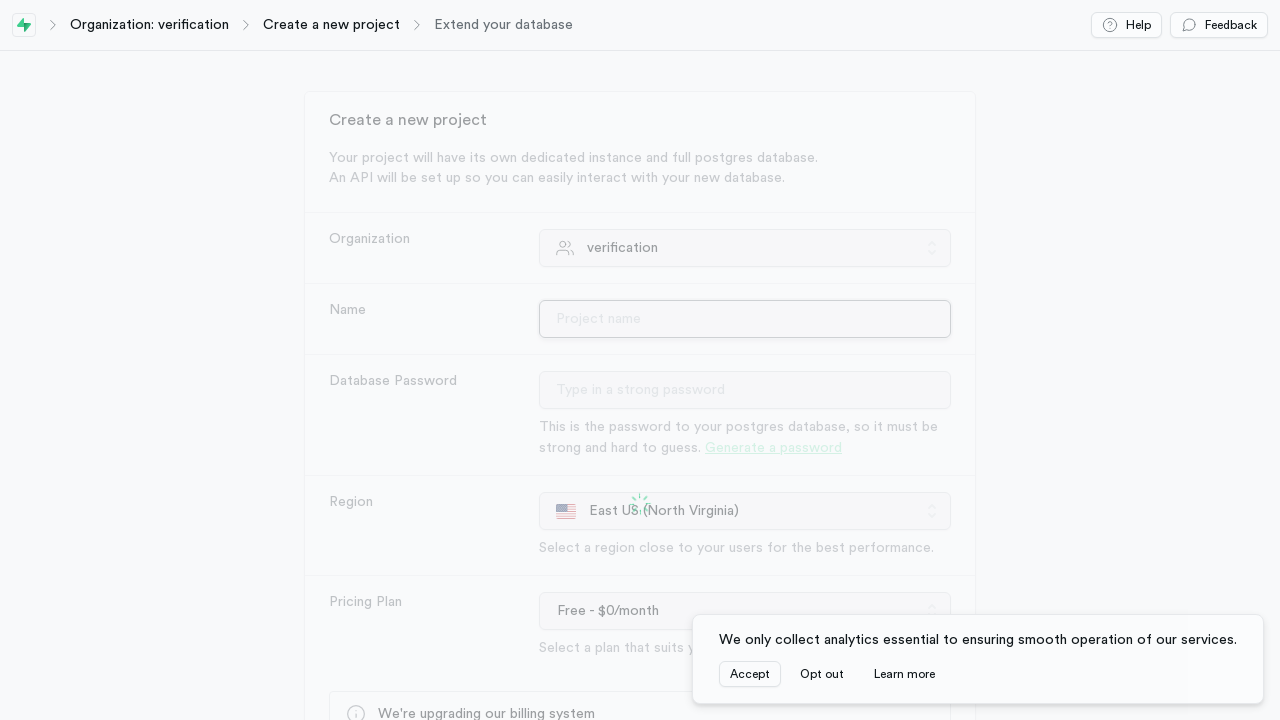 Organization: verification
Create a new project
Extend your database
Help
Feedback
Create a new project
Your project will have its own dedicated instance and full postgres database.
An API will be set up so you can easily interact with your new database.
Organization
verification
Name
Project name
Database Password
Type in a strong password
This is the password to your postgres database, so it must be
strong and hard to guess. Generate a password
Region
East US (North Virginia)
Select a region close to your users for the best performance.
Pricing Plan
Free - $0/month
Select a plan that suits
We only collect analytics essential to ensuring smooth operation of our services.
Accept
Opt out
Learn more
We're upgrading our billing system